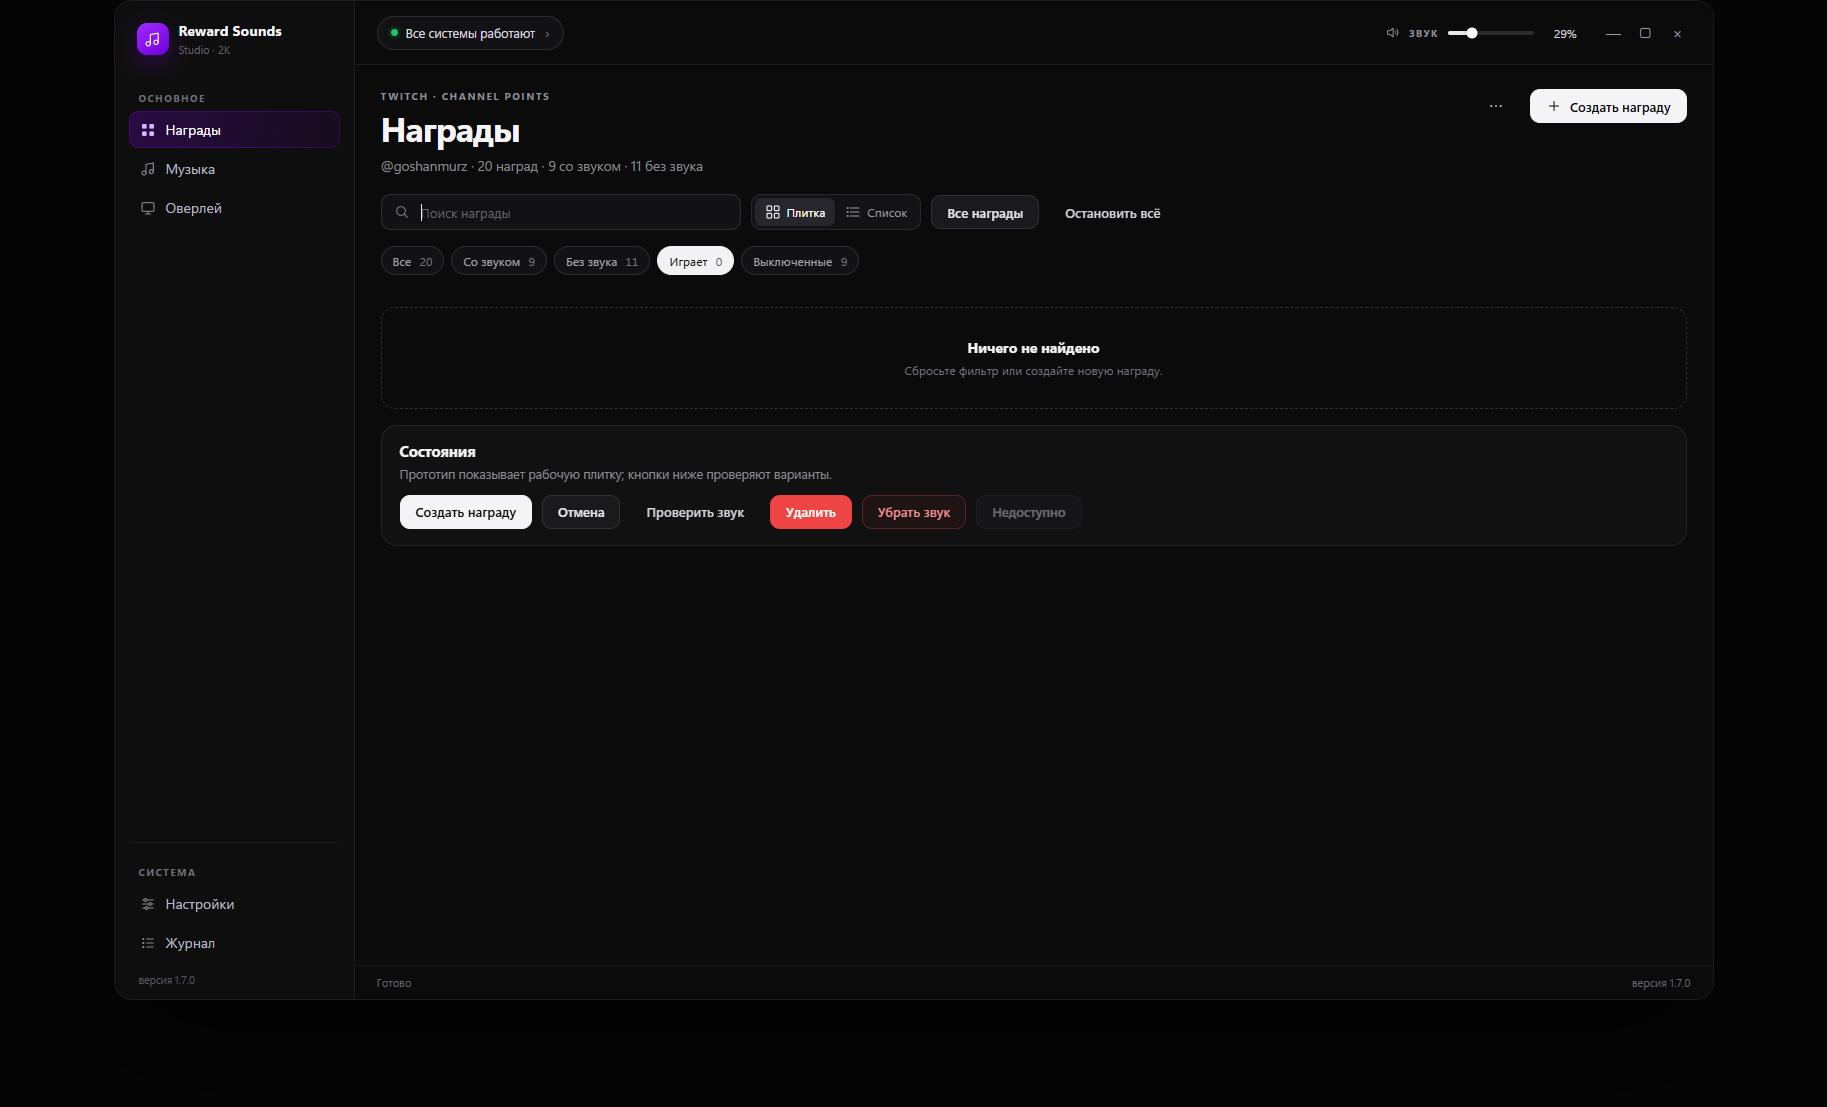 Reward Sounds
Studio · 2K
ОСНОВНОЕ
Награды
Музыка
Оверлей
СИСТЕМА
Настройки
Журнал
версия 1.7.0
Все системы работают ›
ЗВУК 29%
TWITCH · CHANNEL POINTS
Награды
@goshanmurz · 20 наград · 9 со звуком · 11 без звука
Создать награду
Поиск награды
Плитка Список Все награды Остановить всё
Все 20 Со звуком 9 Без звука 11 Играет 0 Выключенные 9
Ничего не найдено
Сбросьте фильтр или создайте новую награду.
Состояния
Прототип показывает рабочую плитку; кнопки ниже проверяют варианты.
Создать награду Отмена Проверить звук Удалить Убрать звук Недоступно
Готово версия 1.7.0